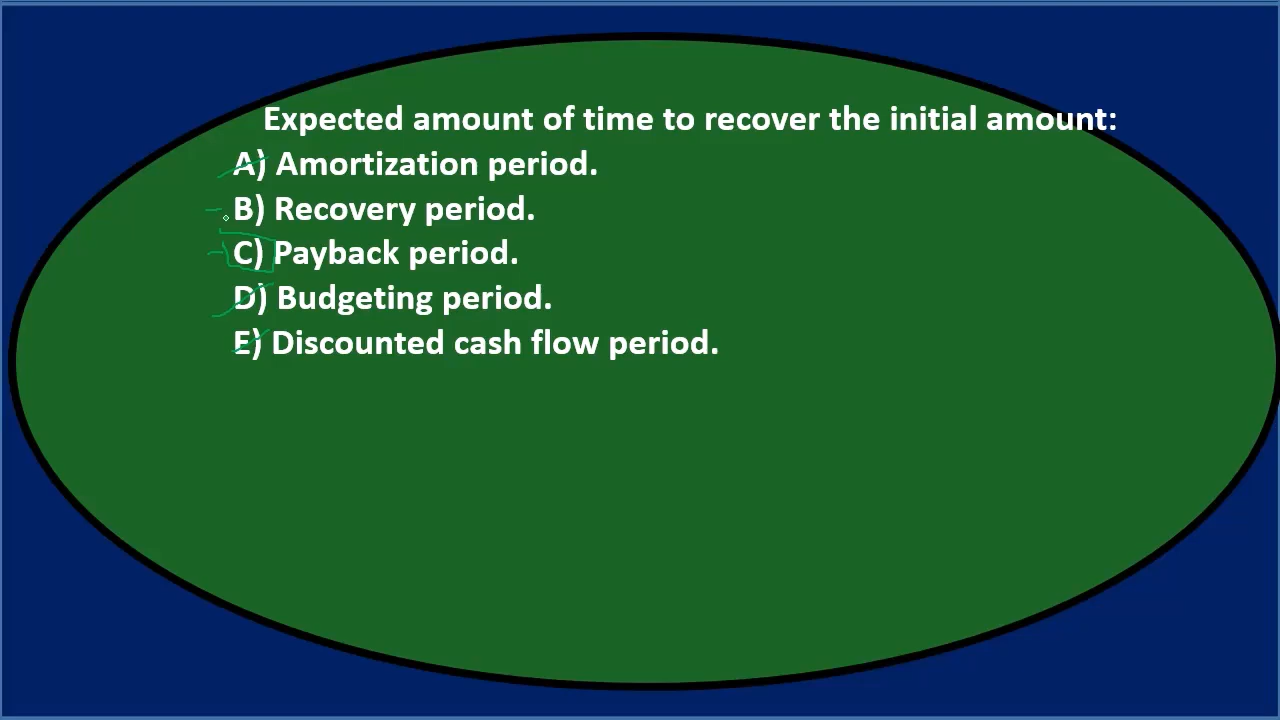 Expected amount of time to recover the initial amount:
A) Amortization period.
B) Recovery period.
C) Payback period.
D) Budgeting period.
E) Discounted cash flow period.